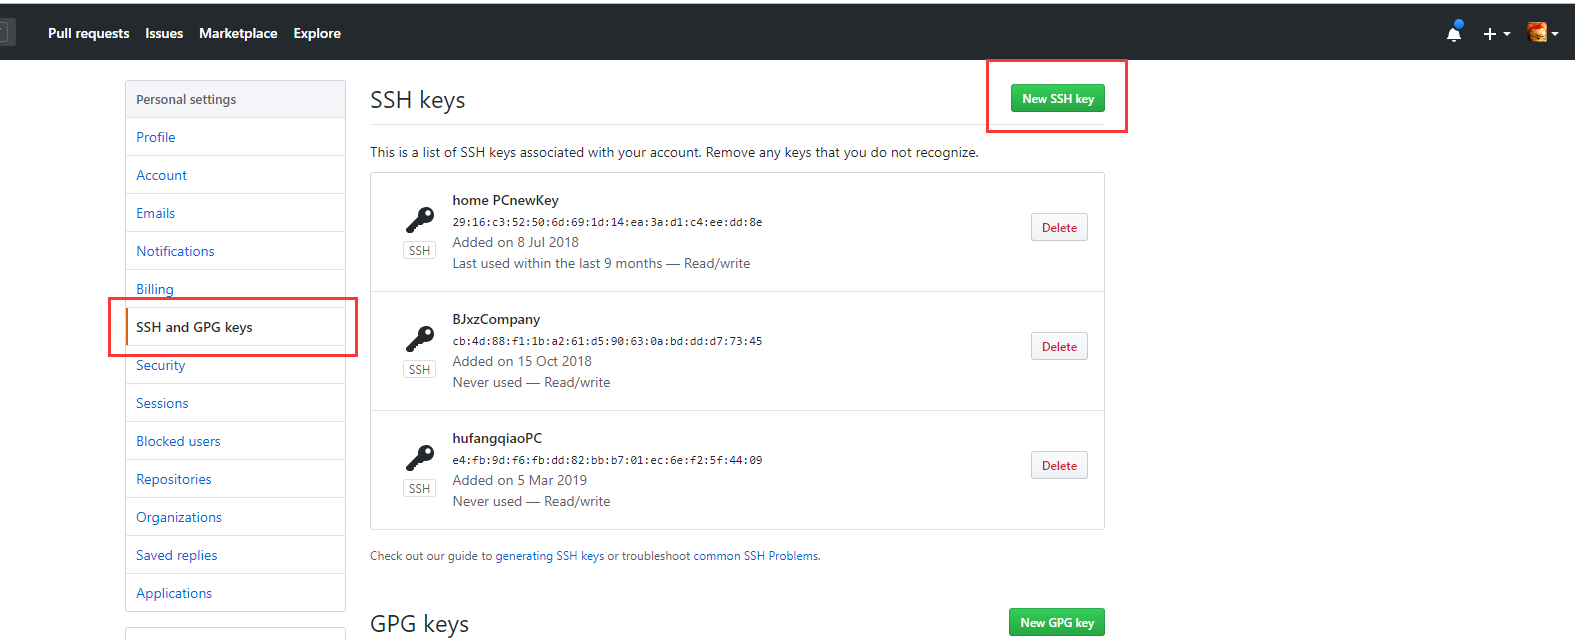 Pull requests Issues Marketplace Explore
Personal settings
Profile
Account
Emails
Notifications
Billing
SSH and GPG keys
Security
Sessions
Blocked users
Repositories
Organizations
Saved replies
Applications
SSH keys
New SSH key
This is a list of SSH keys associated with your account. Remove any keys that you do not recognize.
home PCnewKey
29:16:c3:52:50:6d:69:1d:14:ea:3a:d1:c4:ee:dd:8e
SSH
Added on 8 Jul 2018
Last used within the last 9 months — Read/write
Delete
BJxzCompany
cb:4d:88:f1:1b:a2:61:d5:90:63:0a:bd:dd:d7:73:45
SSH
Added on 15 Oct 2018
Never used — Read/write
Delete
hufangqiaoPC
e4:fb:9d:f6:fb:dd:82:bb:b7:01:ec:6e:f2:5f:44:09
SSH
Added on 5 Mar 2019
Never used — Read/write
Delete
Check out our guide to generating SSH keys or troubleshoot common SSH Problems.
GPG keys
New GPG key